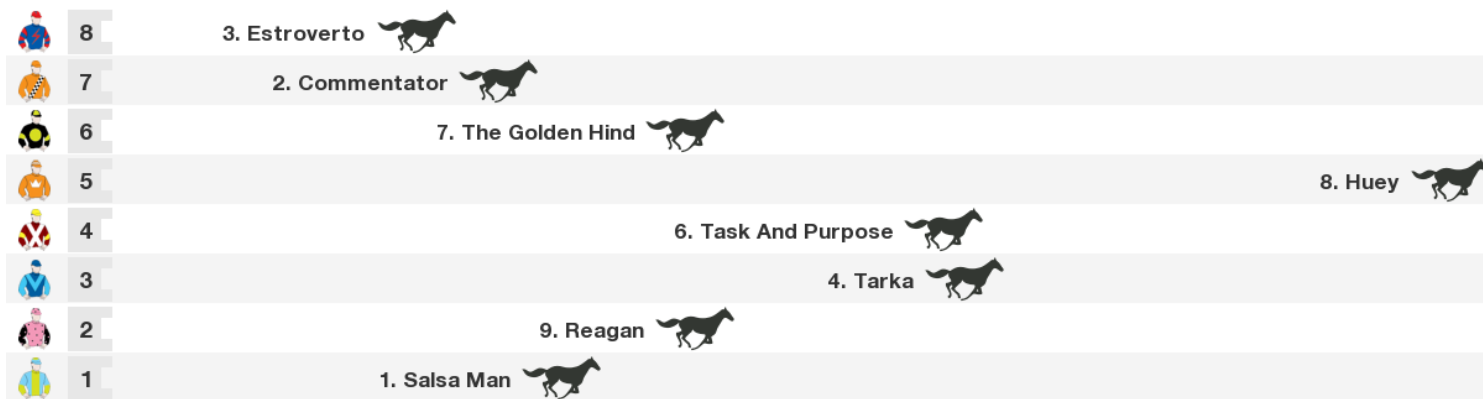 8 3. Estroverto
7 2. Commentator
6 7. The Golden Hind
5 8. Huey
4 6. Task And Purpose
3 4. Tarka
2 9. Reagan
1 1. Salsa Man